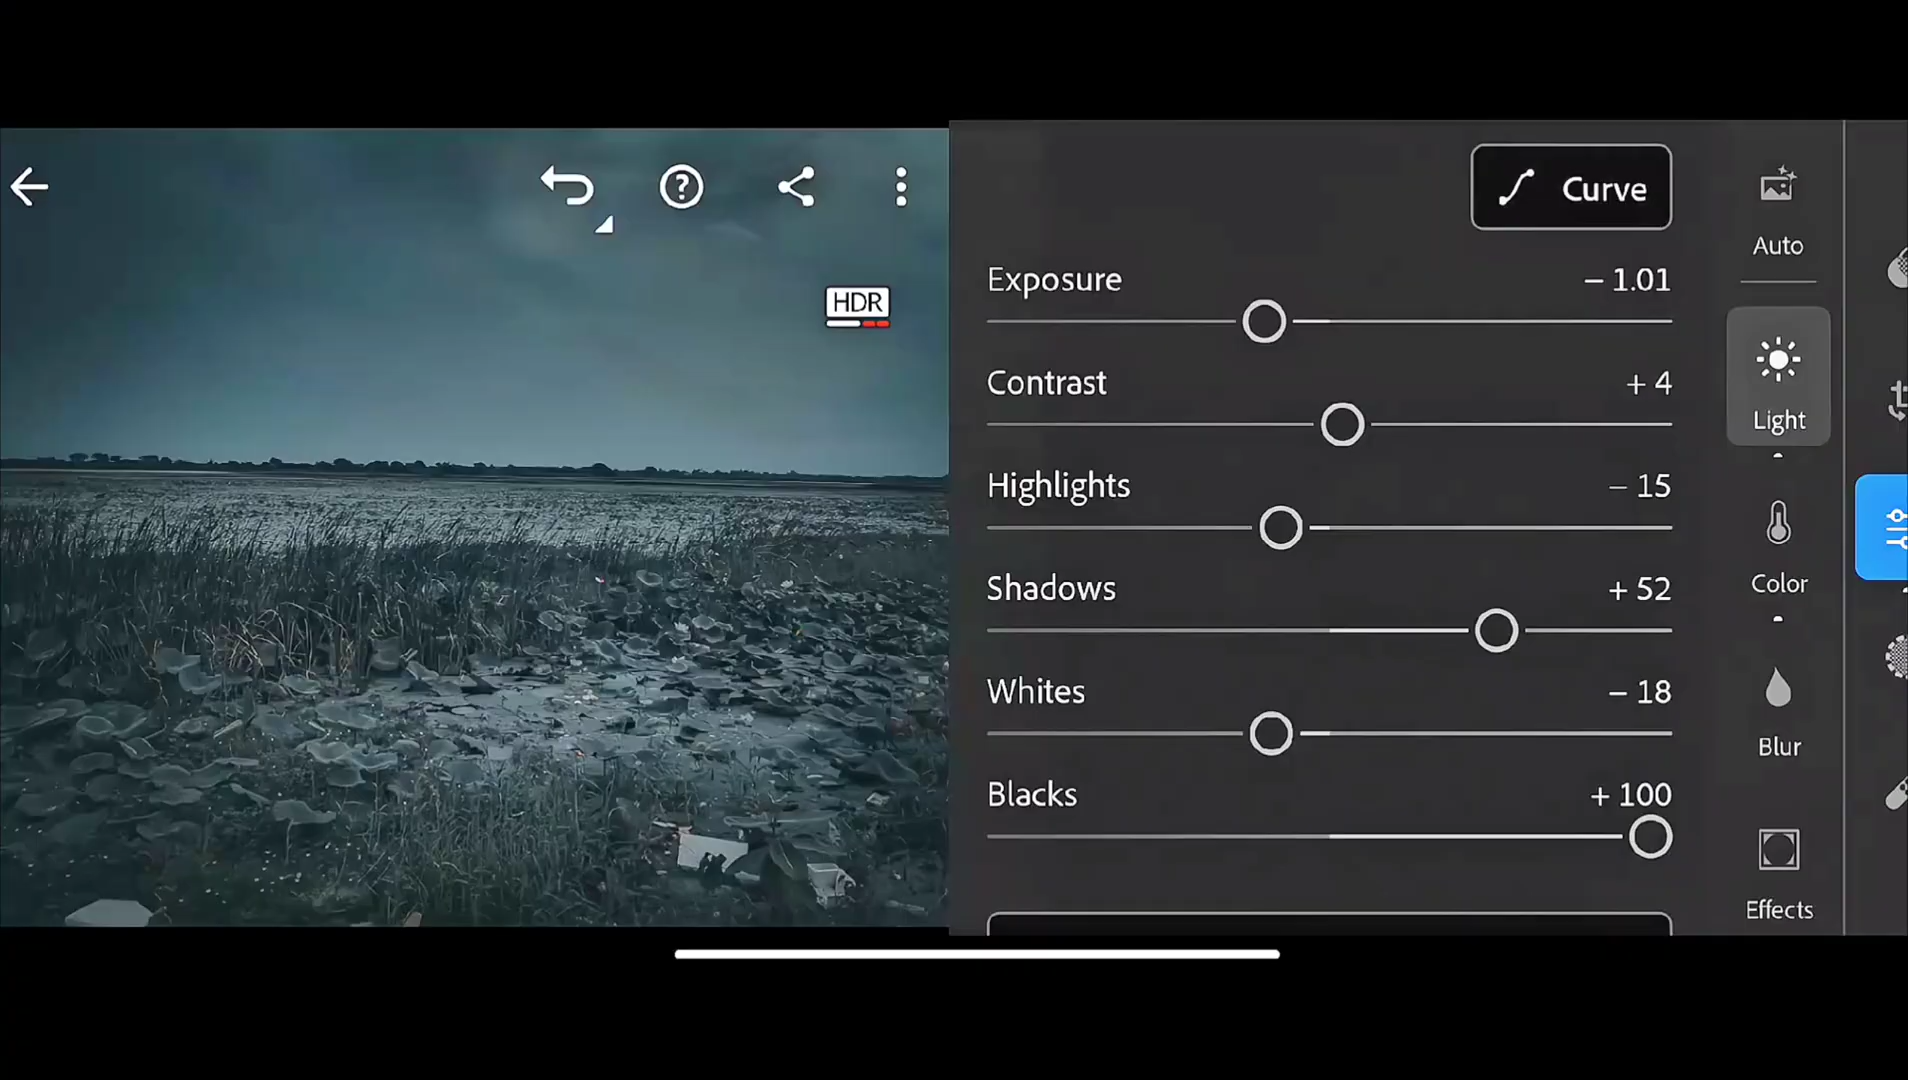 HDR
Curve
Exposure − 1.01
Contrast + 4
Highlights − 15
Shadows + 52
Whites − 18
Blacks + 100
Auto
Light
Color
Blur
Effects